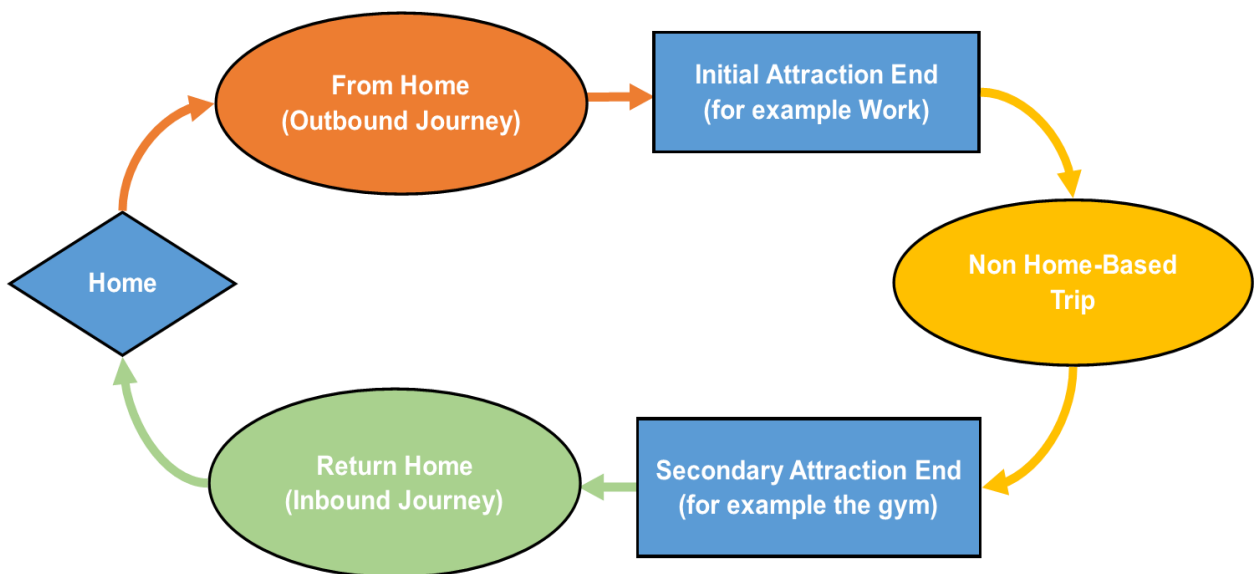 From Home
(Outbound Journey)
Initial Attraction End
(for example Work)
Home
Non Home-Based
Trip
Return Home
(Inbound Journey)
Secondary Attraction End
(for example the gym)